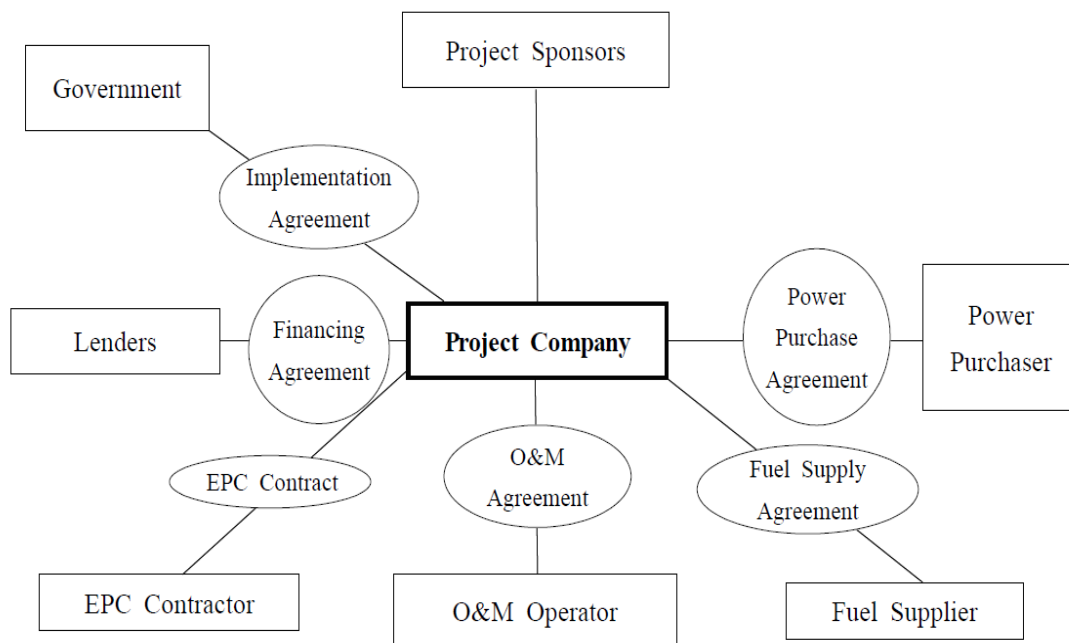 Project Sponsors
Government
Implementation
Agreement
Lenders
Financing
Agreement
Project Company
Power
Purchase
Agreement
Power
Purchaser
EPC Contract
O&M
Agreement
Fuel Supply
Agreement
EPC Contractor
O&M Operator
Fuel Supplier